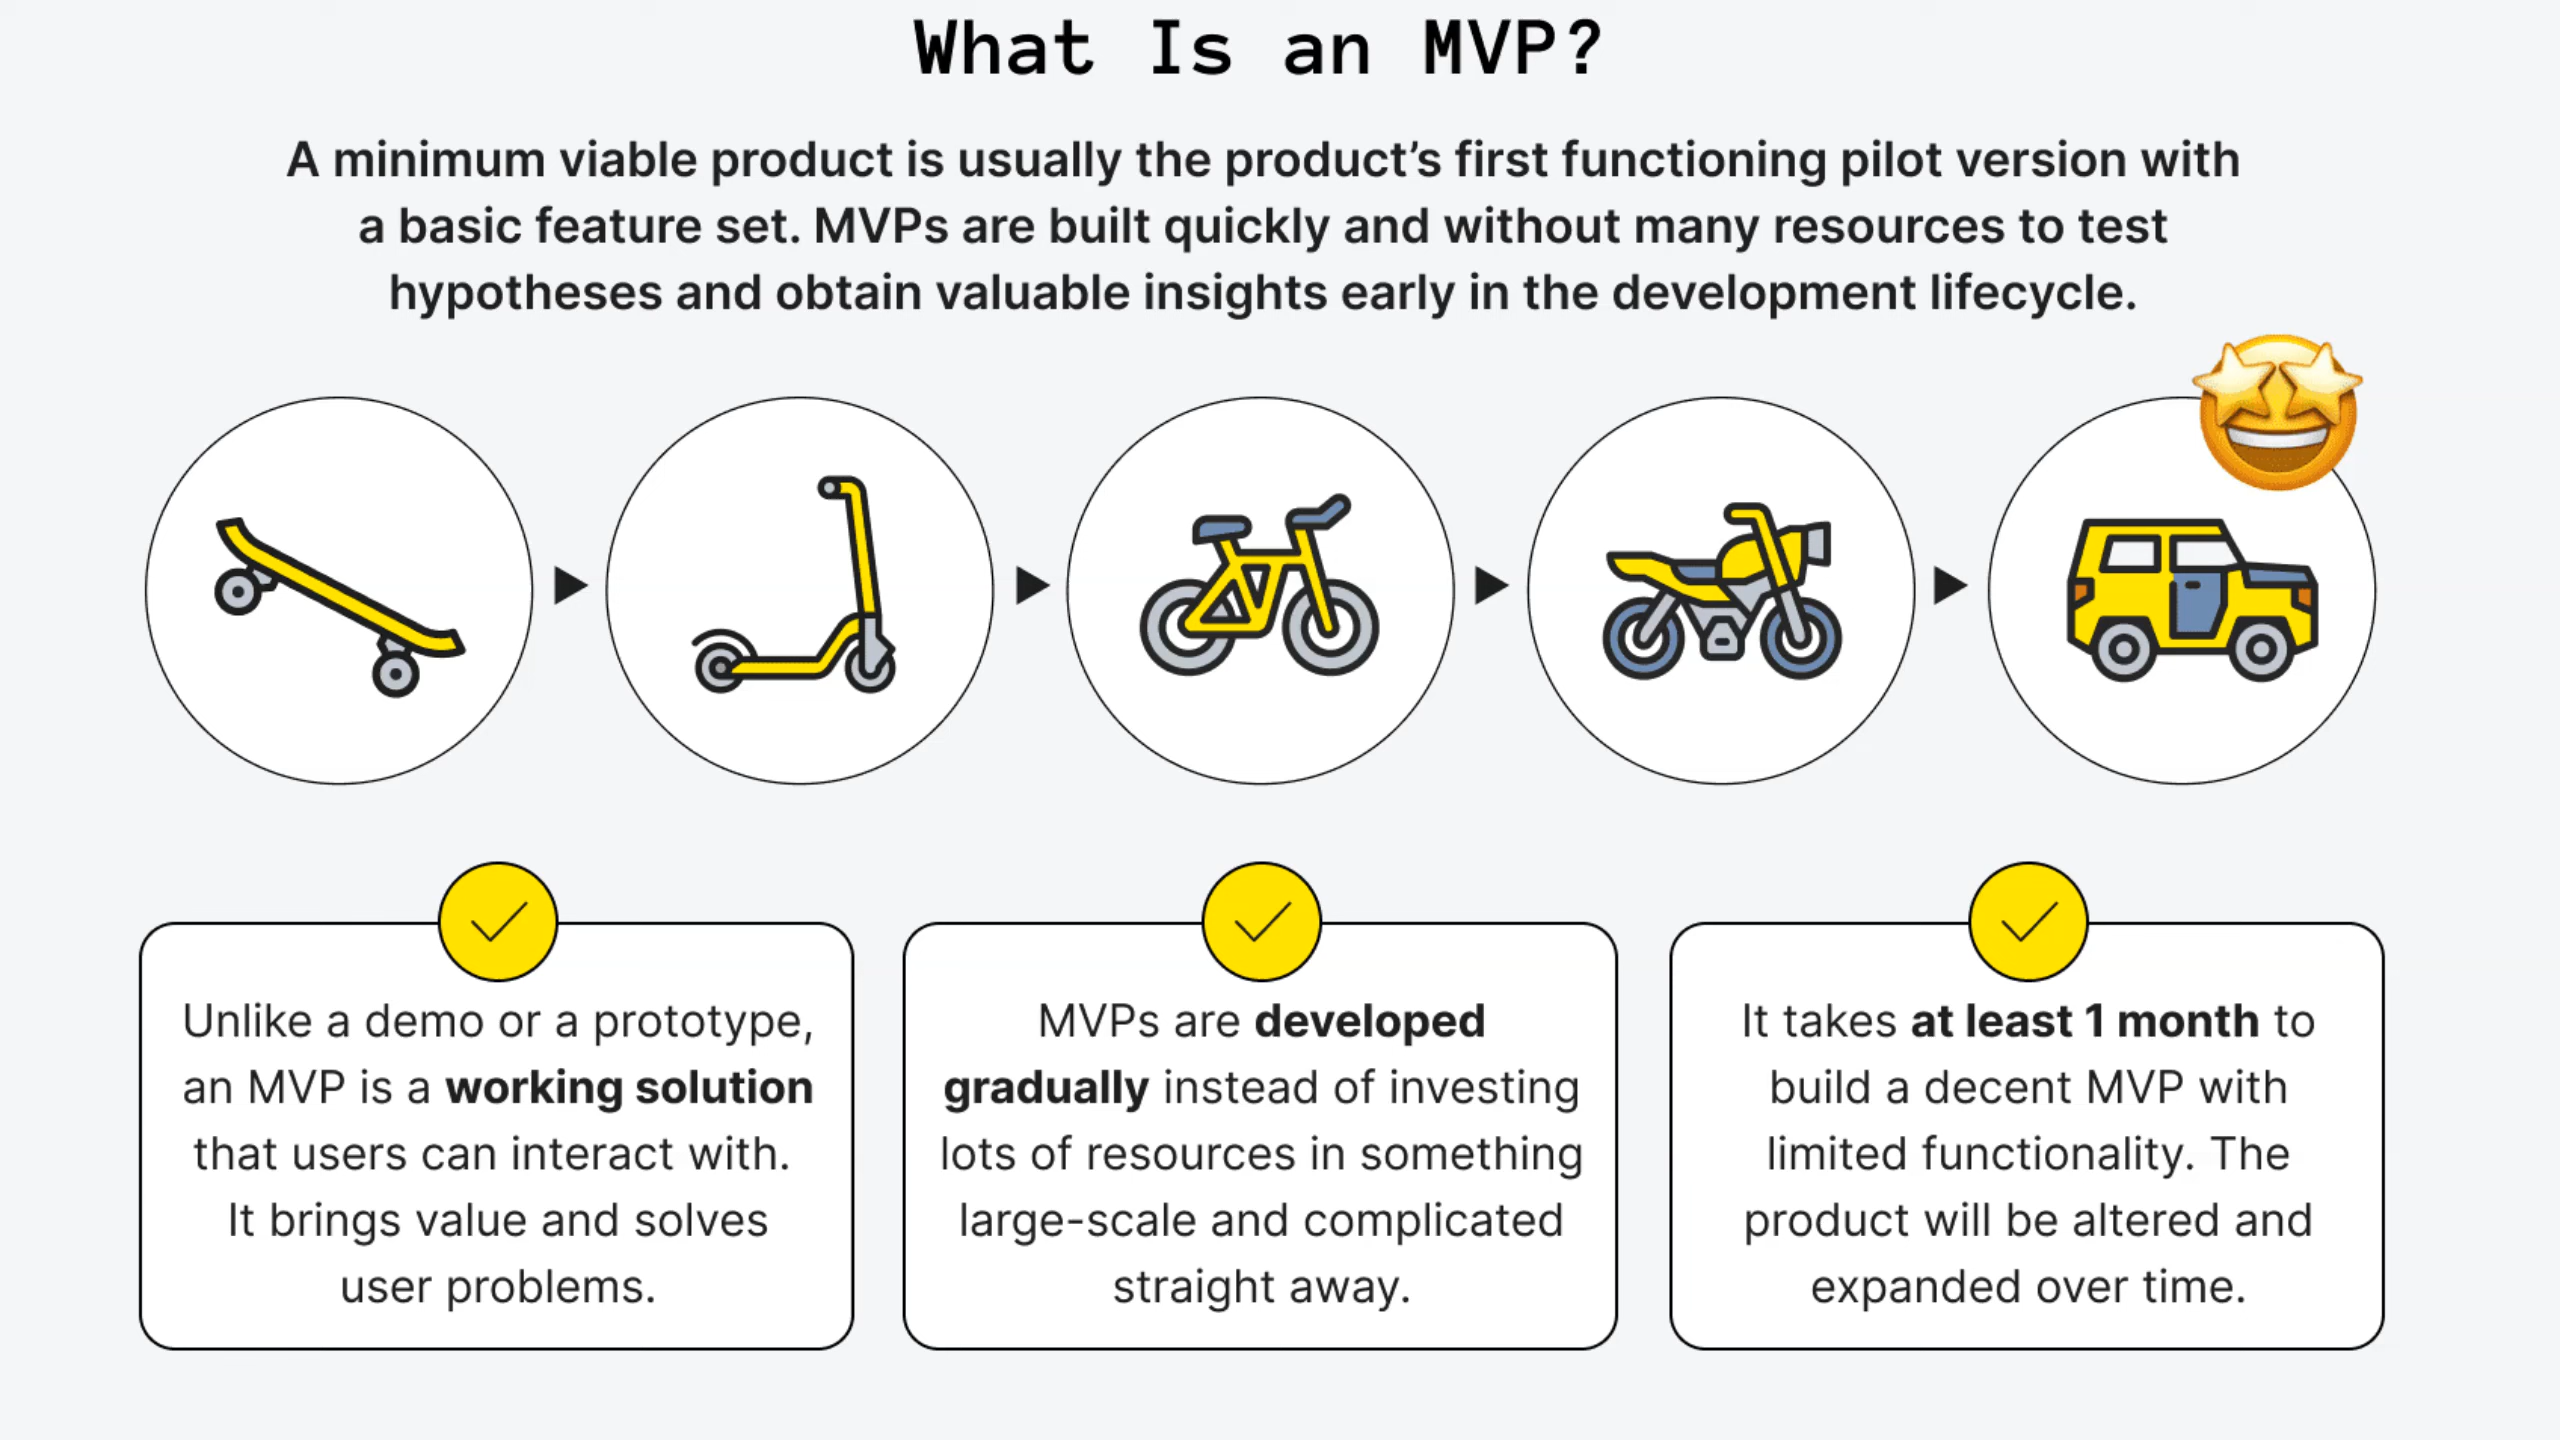 What Is an MVP?
A minimum viable product is usually the product’s first functioning pilot version with
a basic feature set. MVPs are built quickly and without many resources to test
hypotheses and obtain valuable insights early in the development lifecycle.
Unlike a demo or a prototype,
an MVP is a working solution
that users can interact with.
It brings value and solves
user problems.
MVPs are developed
gradually instead of investing
lots of resources in something
large-scale and complicated
straight away.
It takes at least 1 month to
build a decent MVP with
limited functionality. The
product will be altered and
expanded over time.